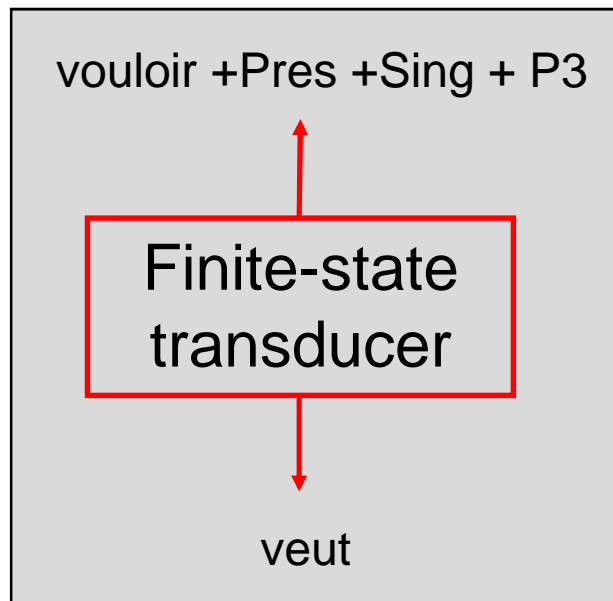 vouloir +Pres +Sing + P3
Finite-state
transducer
veut